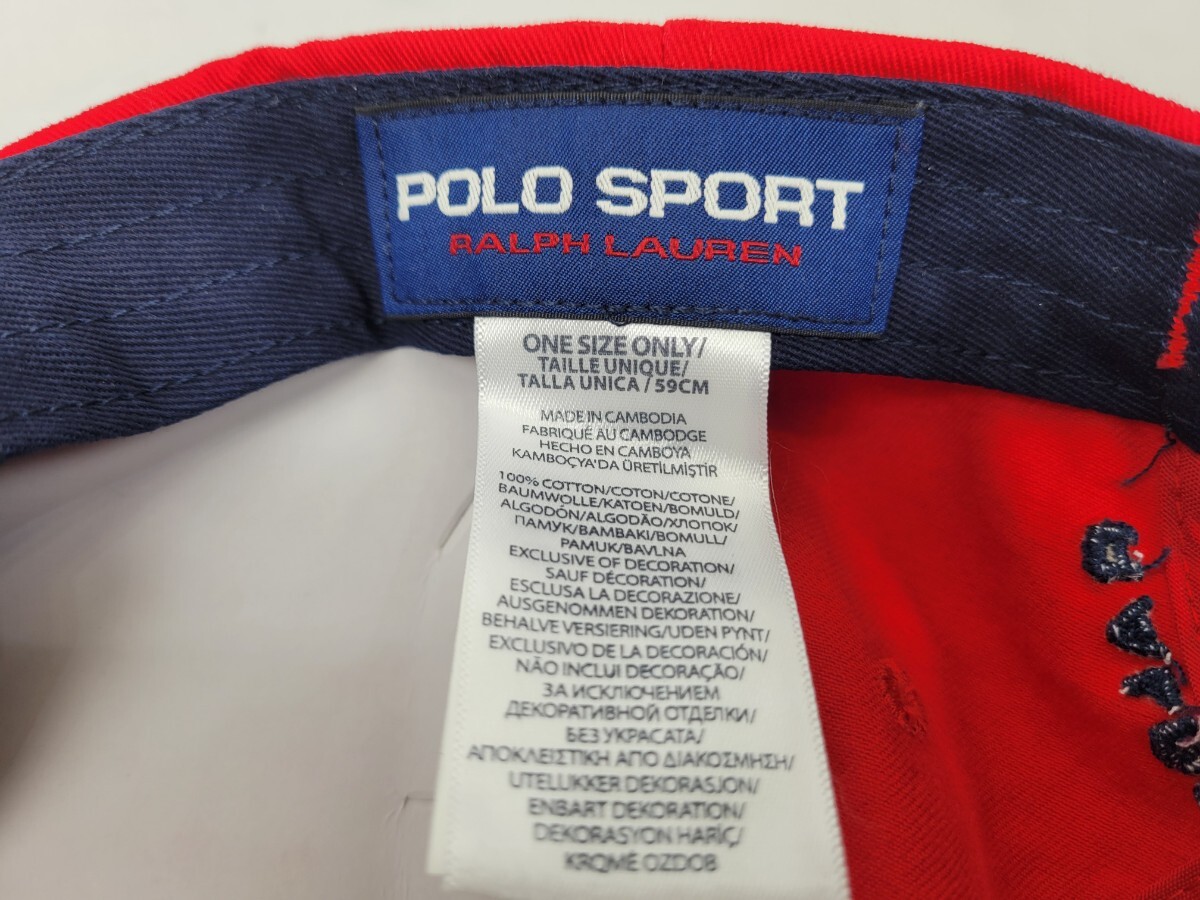 POLO SPORT
RALPH LAUREN
ONE SIZE ONLY/
TAILLE UNIQUE/
TALLA UNICA / 59CM
MADE IN CAMBODIA
FABRIQUÉ AU CAMBODGE
HECHO EN CAMBOYA
KAMBOÇYA'DA ÜRETİLMİŞTİR
100% COTTON/COTON/COTONE/
BAUMWOLLE/KATOEN/BOMULD/
ALGODÓN/ALGODÃO/ХЛОПОК/
ПАМУК/BAMBAKI/BOMULL/
PAMUK/BAVLNA
EXCLUSIVE OF DECORATION/
SAUF DÉCORATION/
ESCLUSA LA DECORAZIONE/
AUSGENOMMEN DEKORATION/
BEHALVE VERSIERING/UDEN PYNT/
EXCLUSIVO DE LA DECORACIÓN/
NÃO INCLUI DECORAÇÃO/
ЗА ИСКЛЮЧЕНИЕМ
ДЕКОРАТИВНОЙ ОТДЕЛКИ/
БЕЗ УКРАСАТА/
ΑΠΟΚΛΕΙΣΤΙΚΗ ΑΠΟ ΔΙΑΚΟΣΜΗΣΗ/
UTELUKKER DEKORASJON/
ENBART DEKORATION/
DEKORASYON HARİÇ/
KROMĚ OZDOB